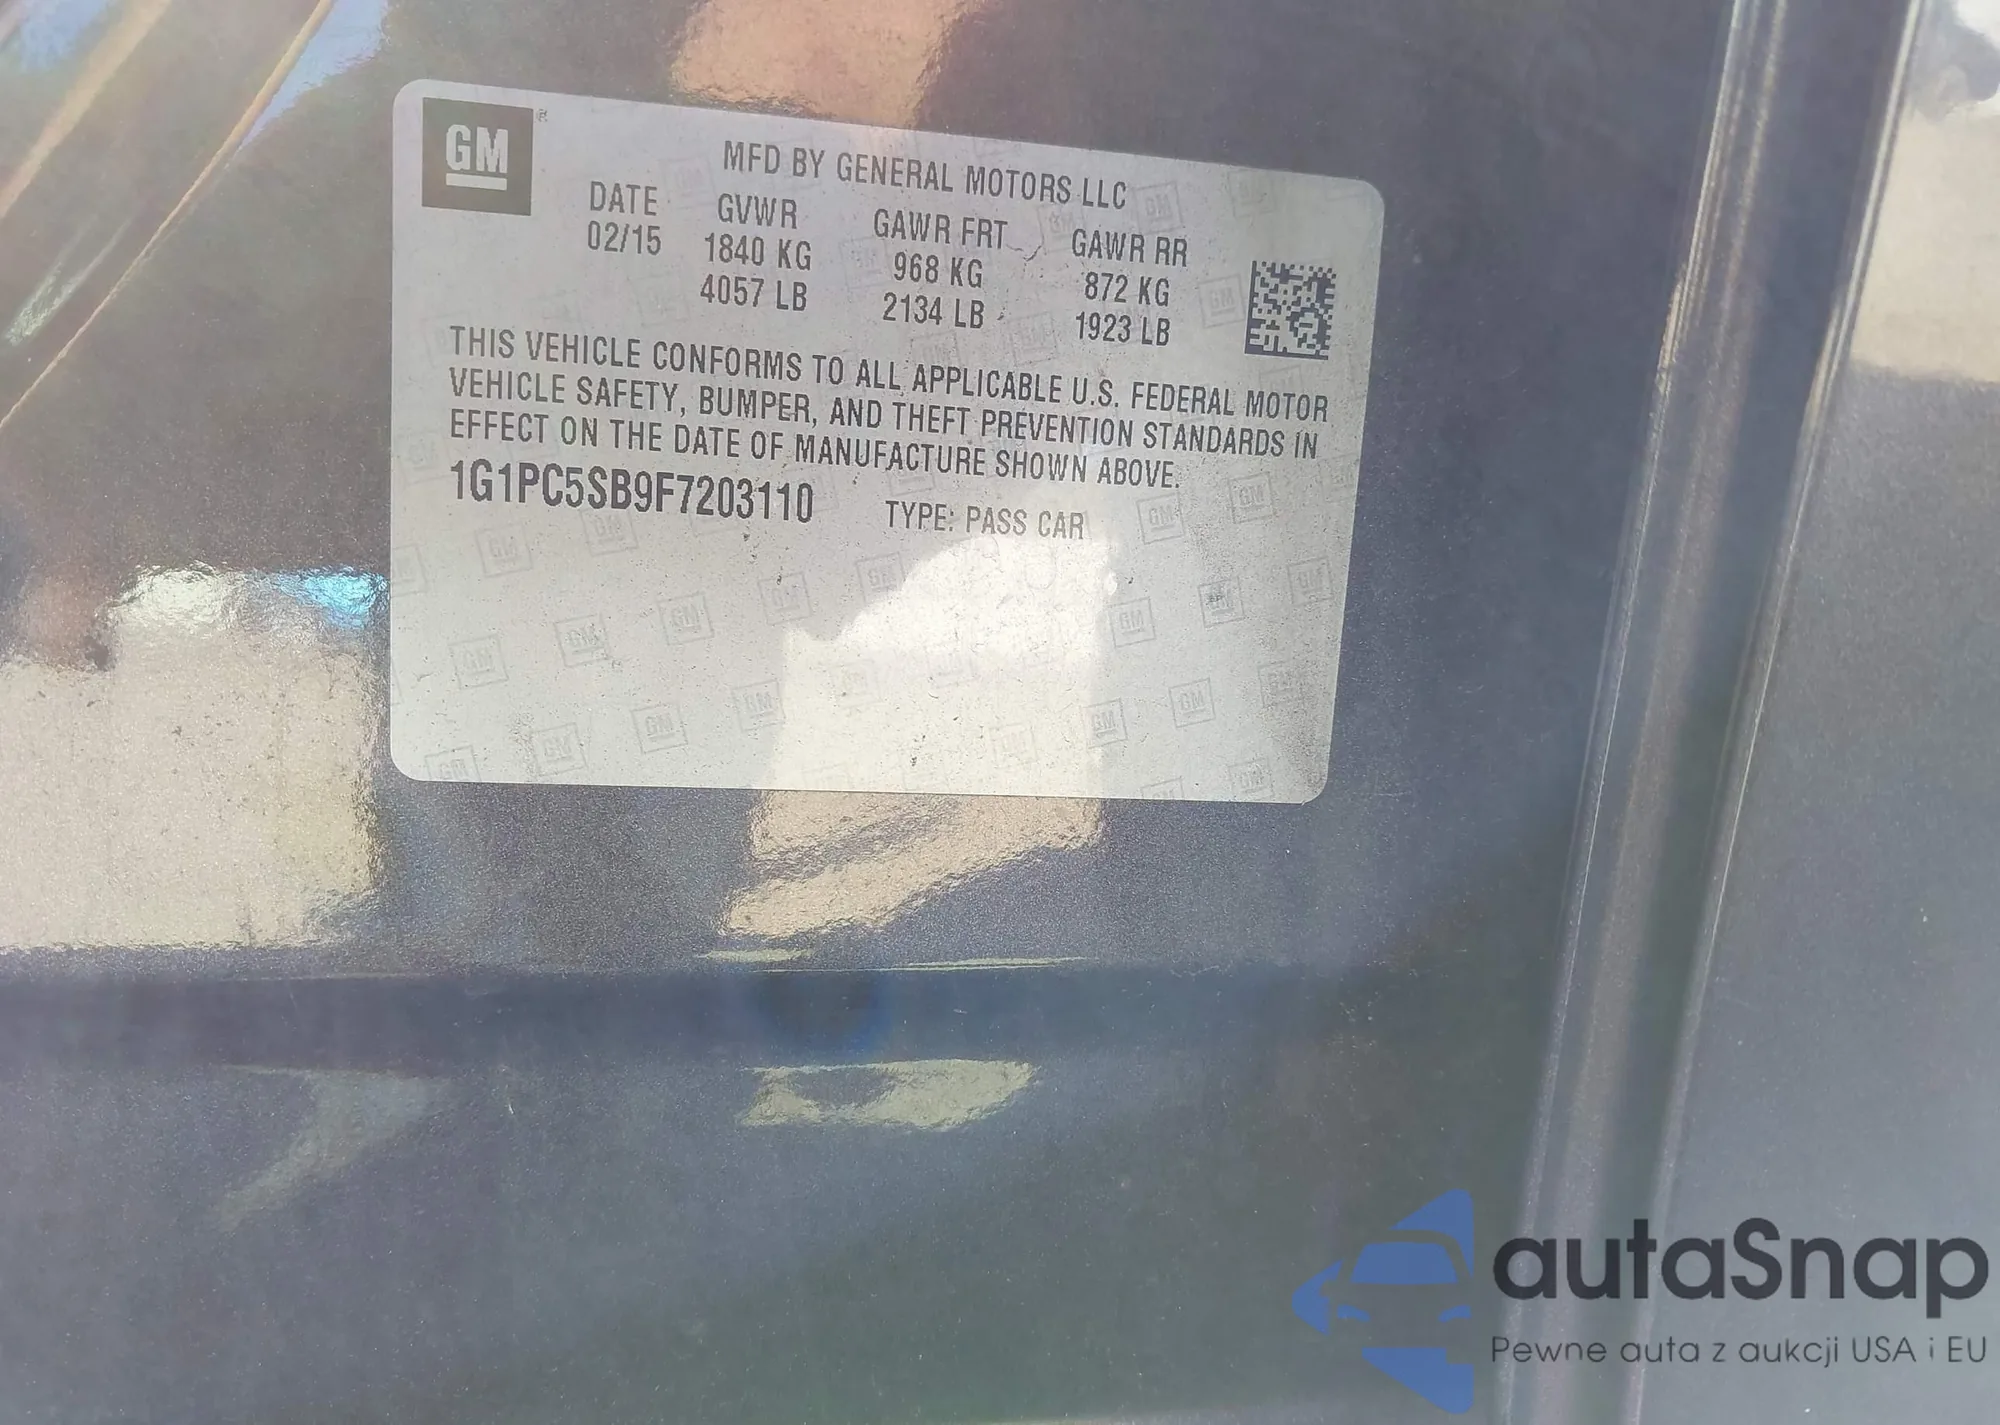 GM
MFD BY GENERAL MOTORS LLC
DATE GVWR GAWR FRT GAWR RR
02/15 1840 KG 968 KG 872 KG
4057 LB 2134 LB 1923 LB
THIS VEHICLE CONFORMS TO ALL APPLICABLE U.S. FEDERAL MOTOR
VEHICLE SAFETY, BUMPER, AND THEFT PREVENTION STANDARDS IN
EFFECT ON THE DATE OF MANUFACTURE SHOWN ABOVE.
1G1PC5SB9F7203110 TYPE: PASS CAR
autaSnap
Pewne auta z aukcji USA i EU